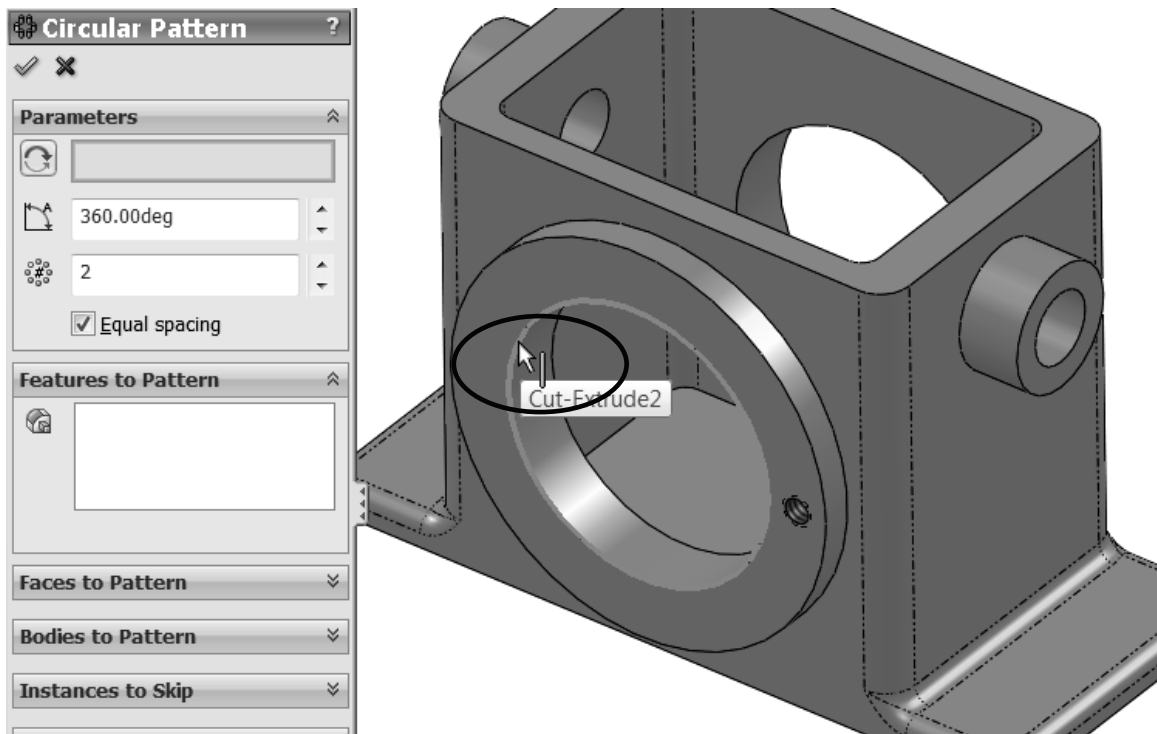 Circular Pattern ?
Parameters
360.00deg
2
Equal spacing
Features to Pattern
Cut-Extrude2
Faces to Pattern
Bodies to Pattern
Instances to Skip